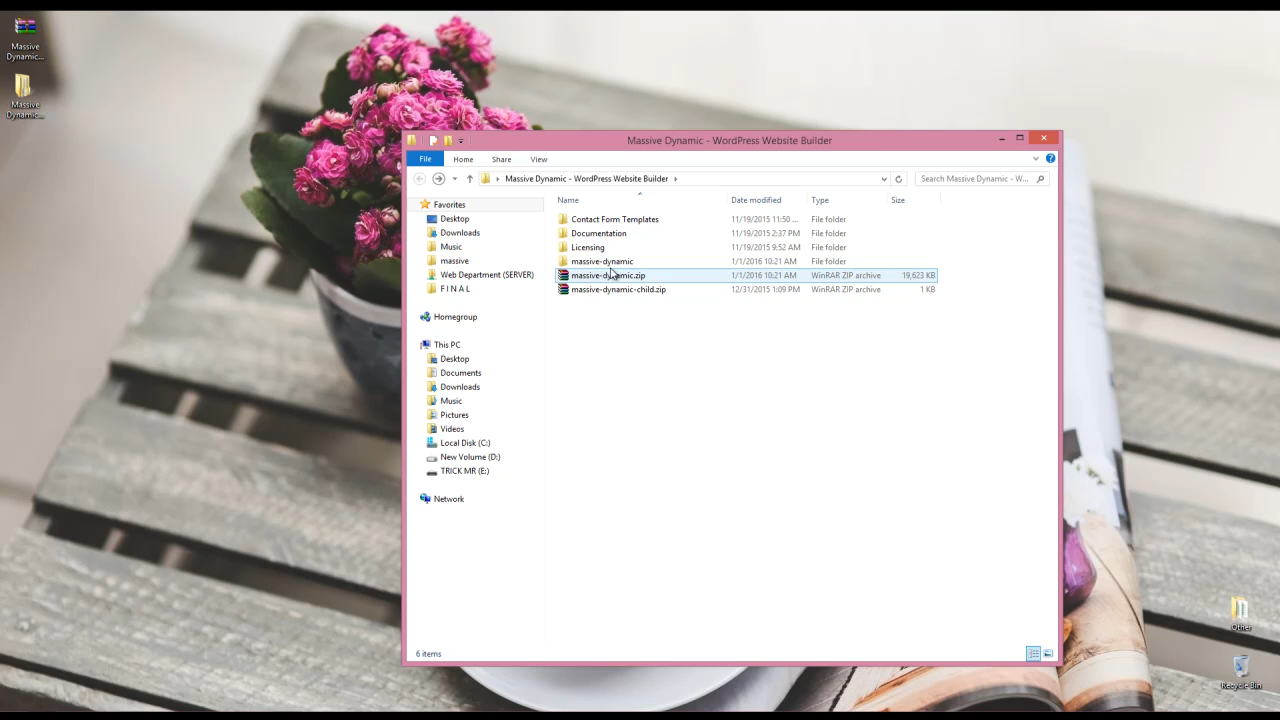 Massive
Dynamic...
Massive
Dynamic...
Massive Dynamic - WordPress Website Builder
File Home Share View
Massive Dynamic - WordPress Website Builder
Search Massive Dynamic - W...
Name Date modified Type Size
Favorites
Desktop
Downloads
Music
massive
Web Department (SERVER)
F I N A L
Homegroup
This PC
Desktop
Documents
Downloads
Music
Pictures
Videos
Local Disk (C:)
New Volume (D:)
TRICK MR (E:)
Network
Contact Form Templates 11/19/2015 11:50 ... File folder
Documentation 11/19/2015 2:37 PM File folder
Licensing 11/19/2015 9:52 AM File folder
massive-dynamic 1/1/2016 10:21 AM File folder
massive-dynamic.zip 1/1/2016 10:21 AM WinRAR ZIP archive 19,623 KB
massive-dynamic-child.zip 12/31/2015 1:09 PM WinRAR ZIP archive 1 KB
6 items
Other
Recycle Bin